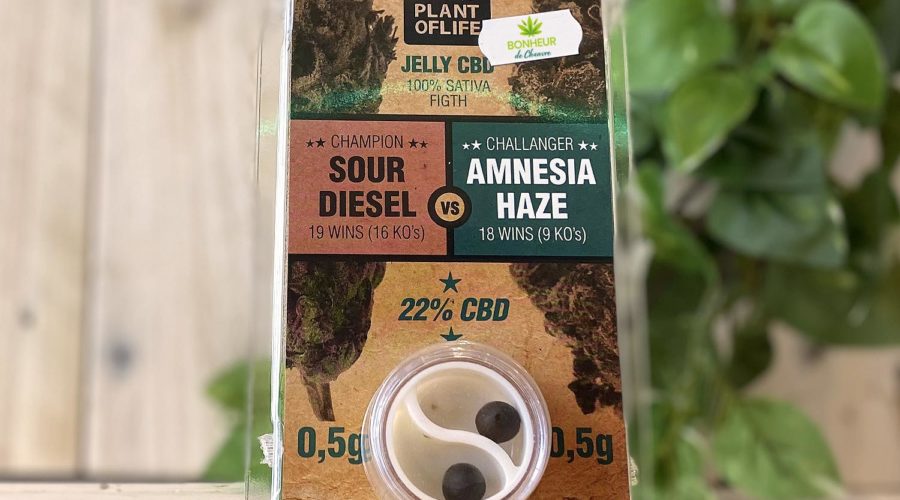 PLANT
OFLIFE
BONHEUR
de Chanvre
JELLY CBD
100% SATIVA
FIGTH
★★ CHAMPION ★★
SOUR
DIESEL
19 WINS (16 KO's)
VS
★★ CHALLANGER ★★
AMNESIA
HAZE
18 WINS (9 KO's)
22% CBD
0,5g
0,5g